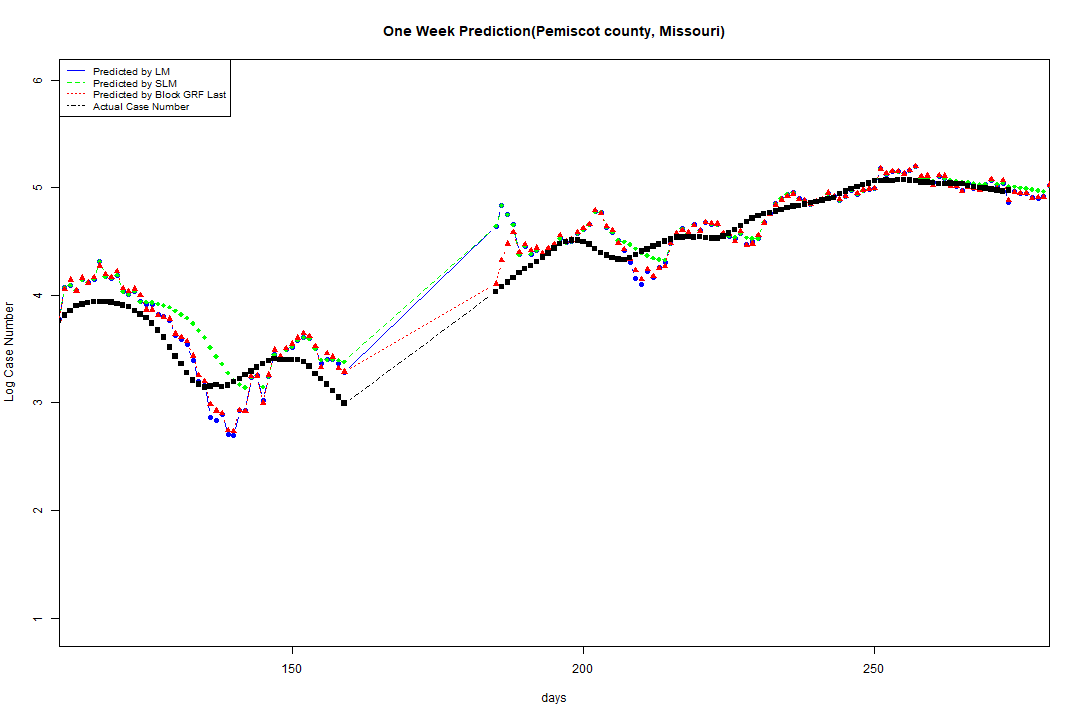 One Week Prediction(Pemiscot county, Missouri)
Predicted by LM
Predicted by SLM
Predicted by Block GRF Last
Actual Case Number
6
5
4
3
2
1
Log Case Number
150
200
250
days